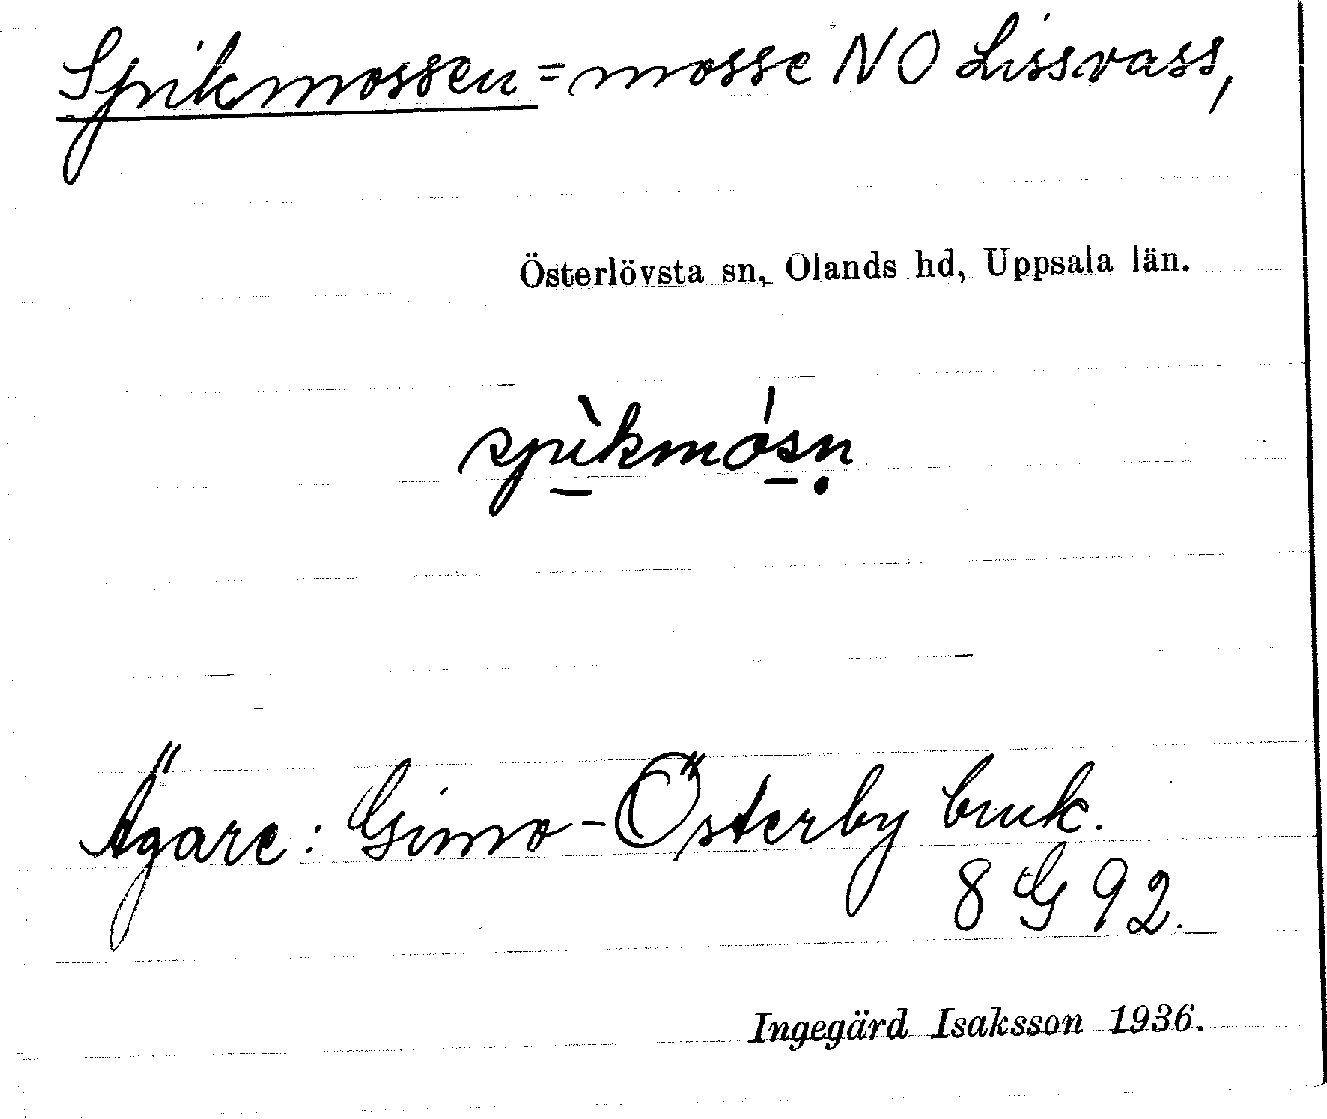 Spikmossen = mosse NO Lissvass,
Österlövsta sn, Olands hd, Uppsala län.
spìkmósn̥
Ägare: Gimo-Österby bruk.
8 G 92.
Ingegärd Isaksson 1936.